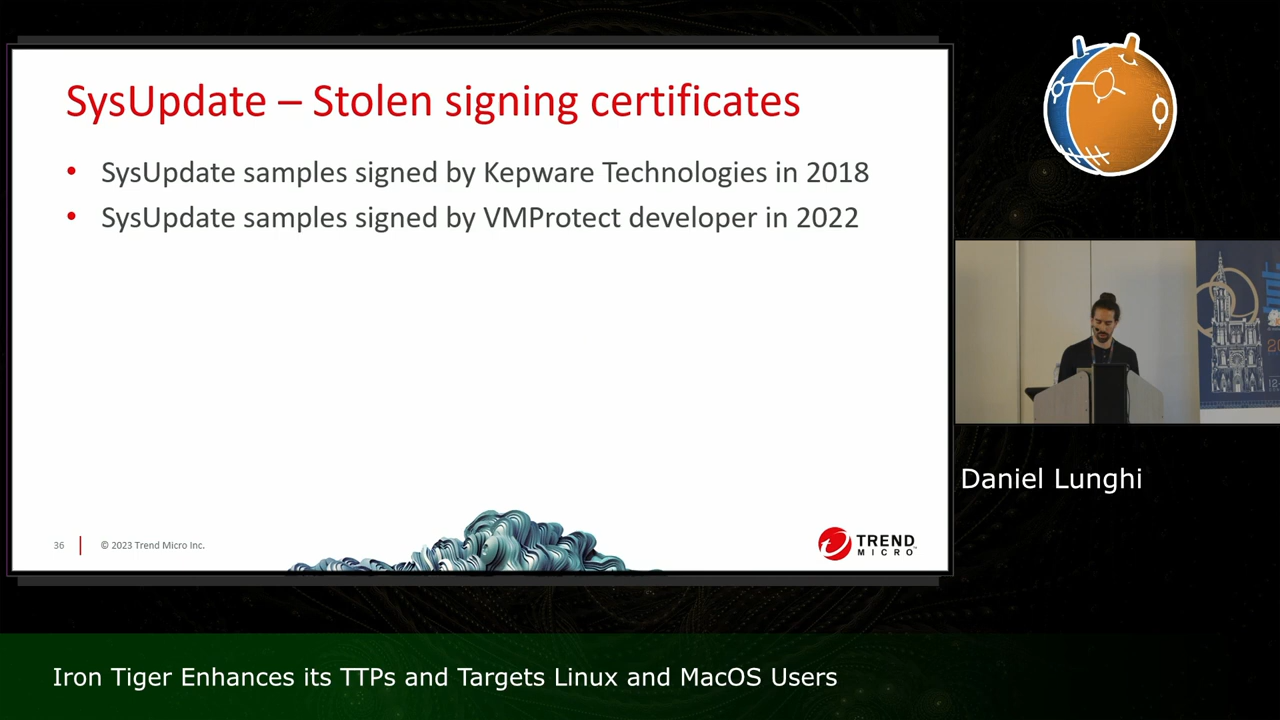 SysUpdate – Stolen signing certificates
• SysUpdate samples signed by Kepware Technologies in 2018
• SysUpdate samples signed by VMProtect developer in 2022
36
© 2023 Trend Micro Inc.
TREND
MICRO
Daniel Lunghi
Iron Tiger Enhances its TTPs and Targets Linux and MacOS Users